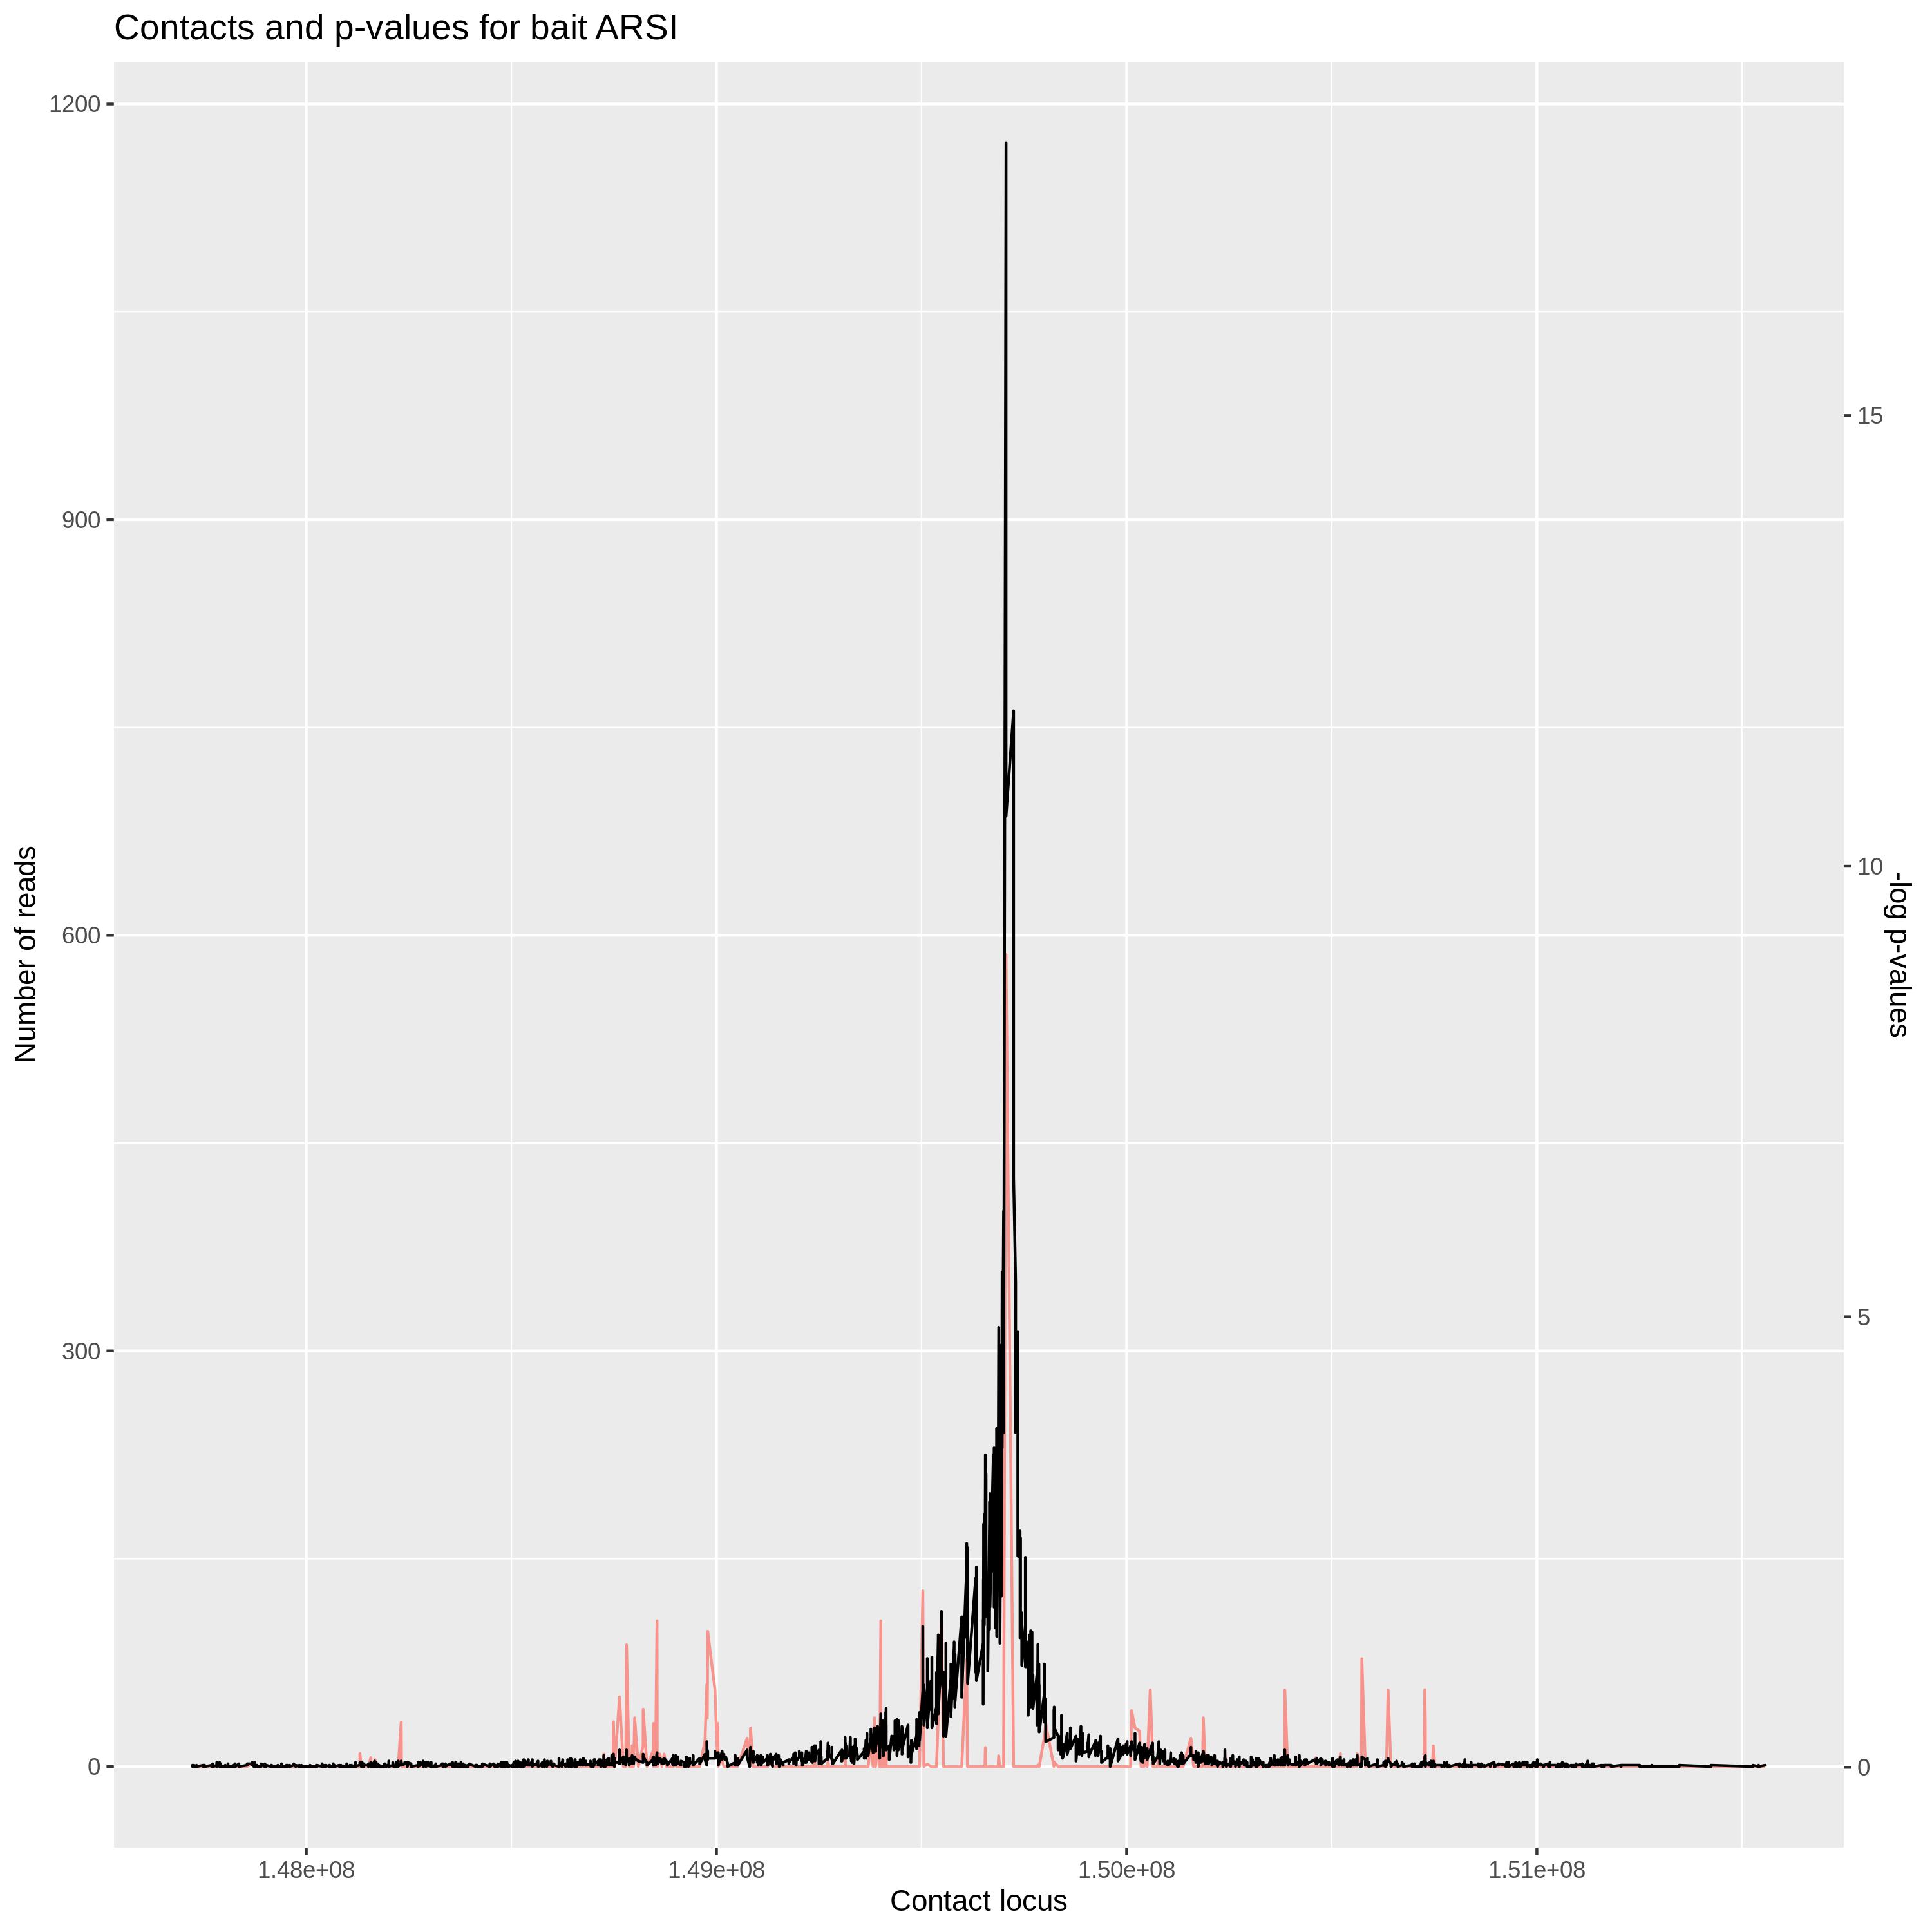 Contacts and p-values for bait ARSI
1200
900
600
300
0
Number of reads
15
10
5
0
-log p-values
1.48e+08
1.49e+08
1.50e+08
1.51e+08
Contact locus